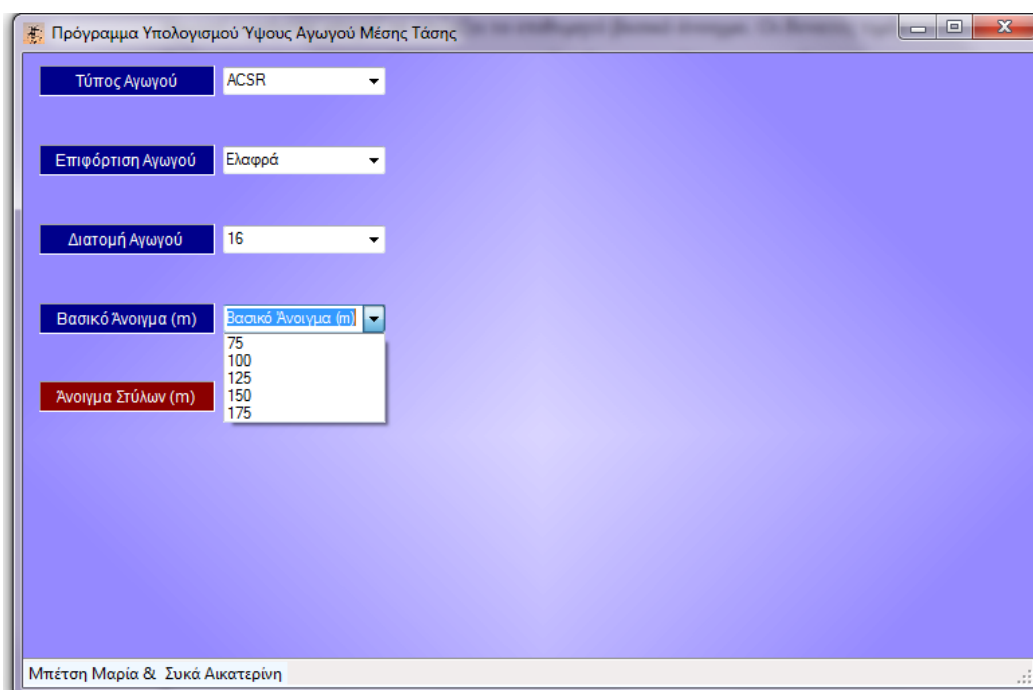 Πρόγραμμα Υπολογισμού Ύψους Αγωγού Μέσης Τάσης
Τύπος Αγωγού ACSR
Επιφόρτιση Αγωγού Ελαφρά
Διατομή Αγωγού 16
Βασικό Άνοιγμα (m) Βασικό Άνοιγμα (m)
75
100
125
Άνοιγμα Στύλων (m) 150
175
Μπέτση Μαρία & Συκά Αικατερίνη